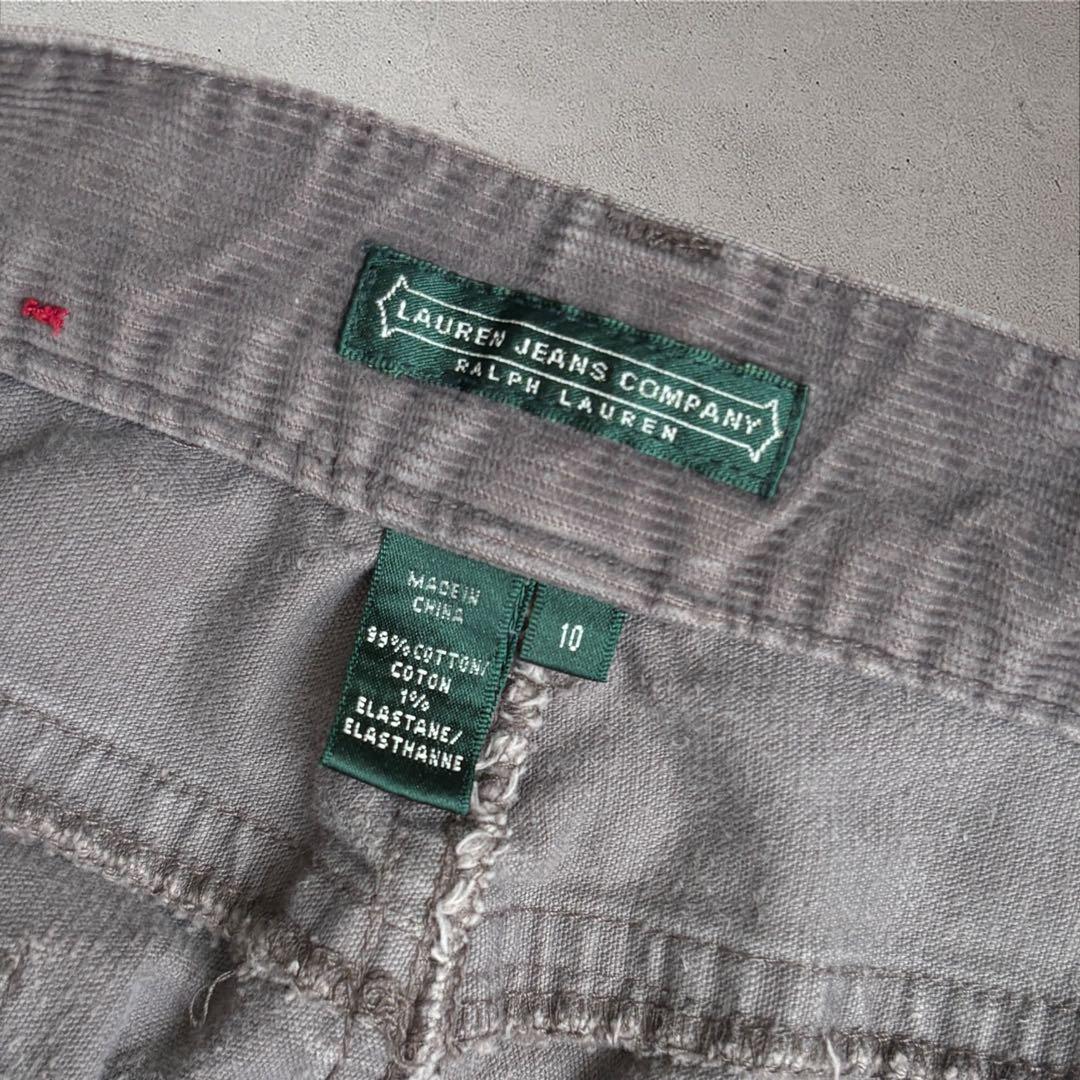 LAUREN JEANS COMPANY
RALPH LAUREN
MADE IN
CHINA
99% COTTON/
COTON
1%
ELASTANE/
ELASTHANNE
10